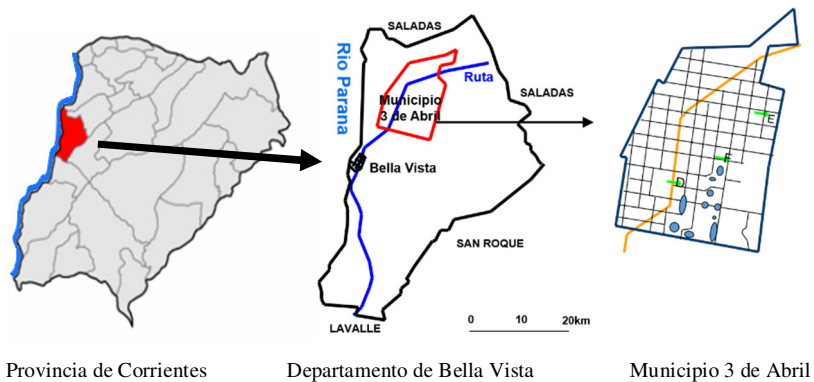 SALADAS
Rio Parana
Ruta
SALADAS
Municipio
3 de Abril
Bella Vista
SAN ROQUE
LAVALLE
0 10 20km
E
F
D
Provincia de Corrientes Departamento de Bella Vista Municipio 3 de Abril